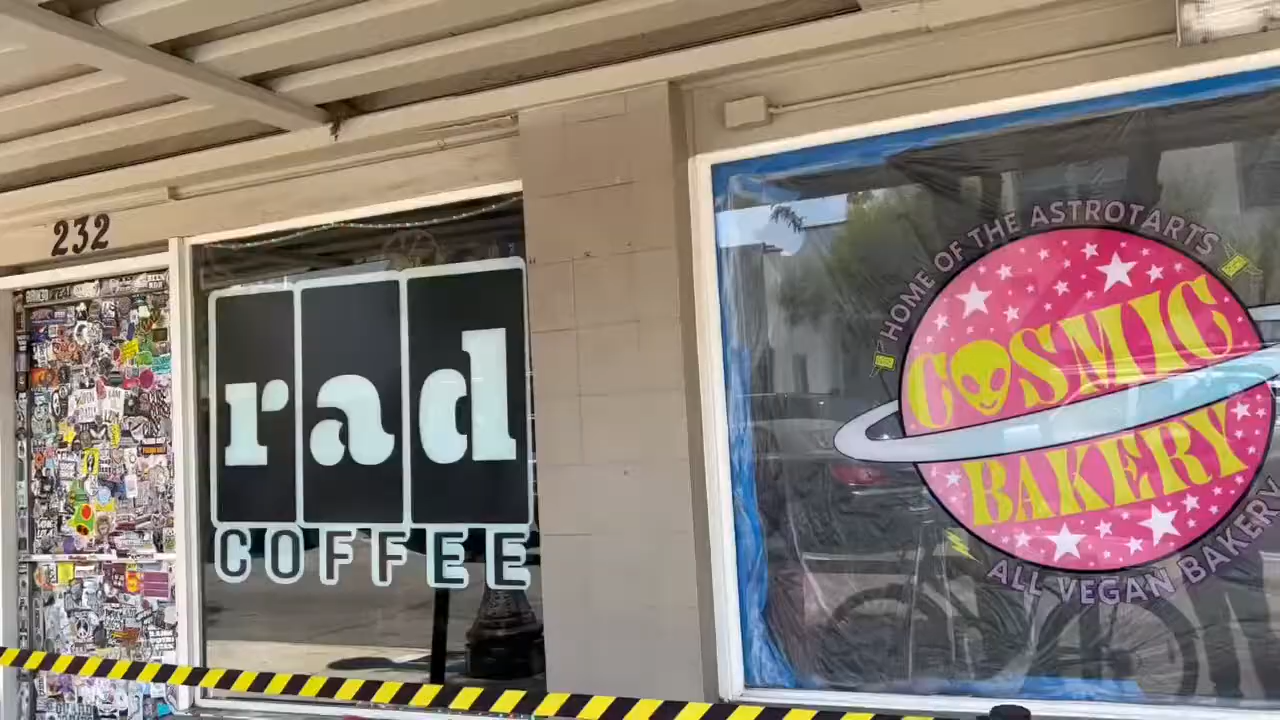 232
rad
COFFEE
HOME OF THE ASTROTARTS
COSMIC
BAKERY
ALL VEGAN BAKERY